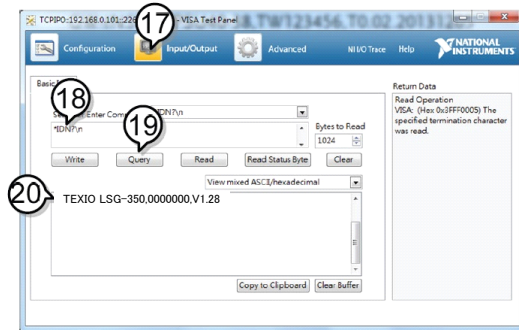 TCPIP0::192.168.0.101::226 - VISA Test Panel
17
Configuration
Input/Output
Advanced
NI I/O Trace
Help
NATIONAL INSTRUMENTS
Basic
18
Enter Com
*IDN?\n
*IDN?\n
19
Bytes to Read
1024
Write
Query
Read
Read Status Byte
Clear
View mixed ASCII/hexadecimal
20
TEXIO LSG-350,0000000,V1.28
Copy to Clipboard
Clear Buffer
Return Data
Read Operation
VISA: (Hex 0x3FFF0005) The
specified termination character
was read.